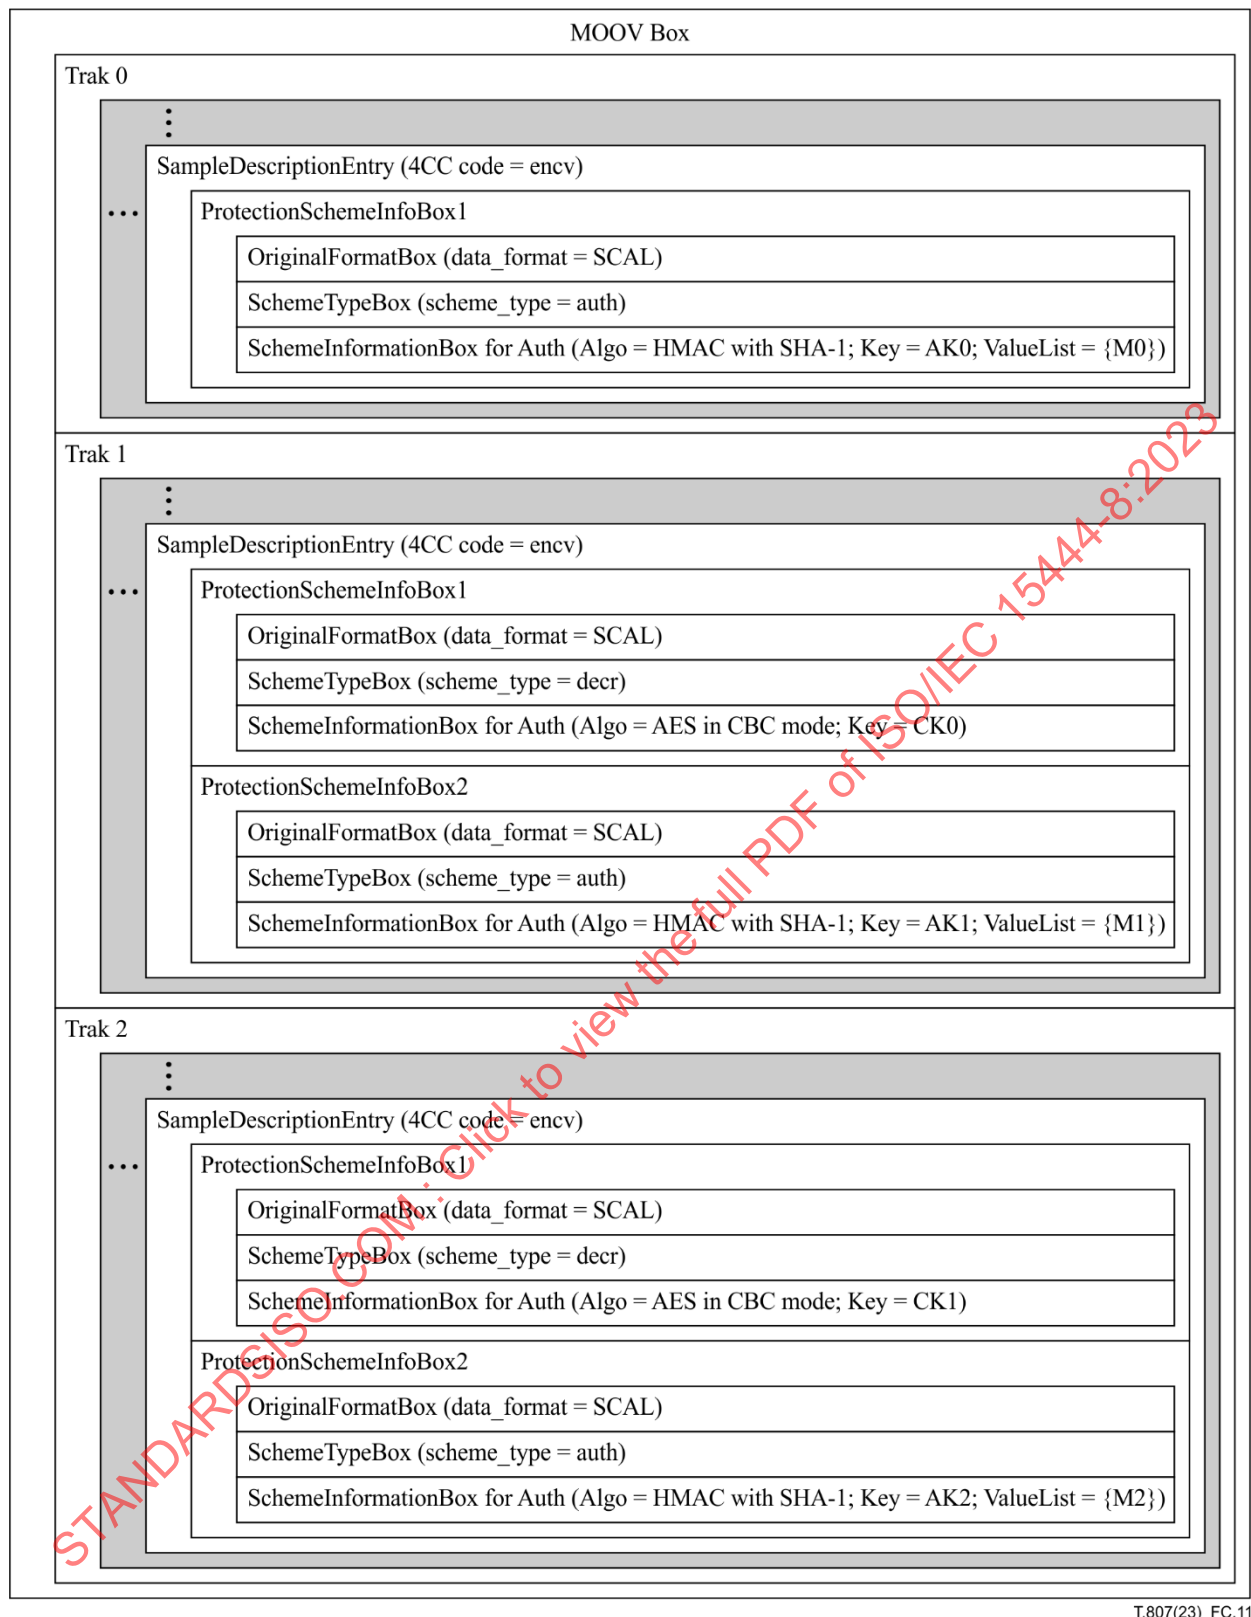 MOOV Box
Trak 0
SampleDescriptionEntry (4CC code = encv)
ProtectionSchemeInfoBox1
OriginalFormatBox (data_format = SCAL)
SchemeTypeBox (scheme_type = auth)
SchemeInformationBox for Auth (Algo = HMAC with SHA-1; Key = AK0; ValueList = {M0})
Trak 1
SampleDescriptionEntry (4CC code = encv)
ProtectionSchemeInfoBox1
OriginalFormatBox (data_format = SCAL)
SchemeTypeBox (scheme_type = decr)
SchemeInformationBox for Auth (Algo = AES in CBC mode; Key = CK0)
ProtectionSchemeInfoBox2
OriginalFormatBox (data_format = SCAL)
SchemeTypeBox (scheme_type = auth)
SchemeInformationBox for Auth (Algo = HMAC with SHA-1; Key = AK1; ValueList = {M1})
Trak 2
SampleDescriptionEntry (4CC code = encv)
ProtectionSchemeInfoBox1
OriginalFormatBox (data_format = SCAL)
SchemeTypeBox (scheme_type = decr)
SchemeInformationBox for Auth (Algo = AES in CBC mode; Key = CK1)
ProtectionSchemeInfoBox2
OriginalFormatBox (data_format = SCAL)
SchemeTypeBox (scheme_type = auth)
SchemeInformationBox for Auth (Algo = HMAC with SHA-1; Key = AK2; ValueList = {M2})
T.807(23)_FC.11
STANDARDSISO.COM : Click to view the full PDF of ISO/IEC 15444-8:2023